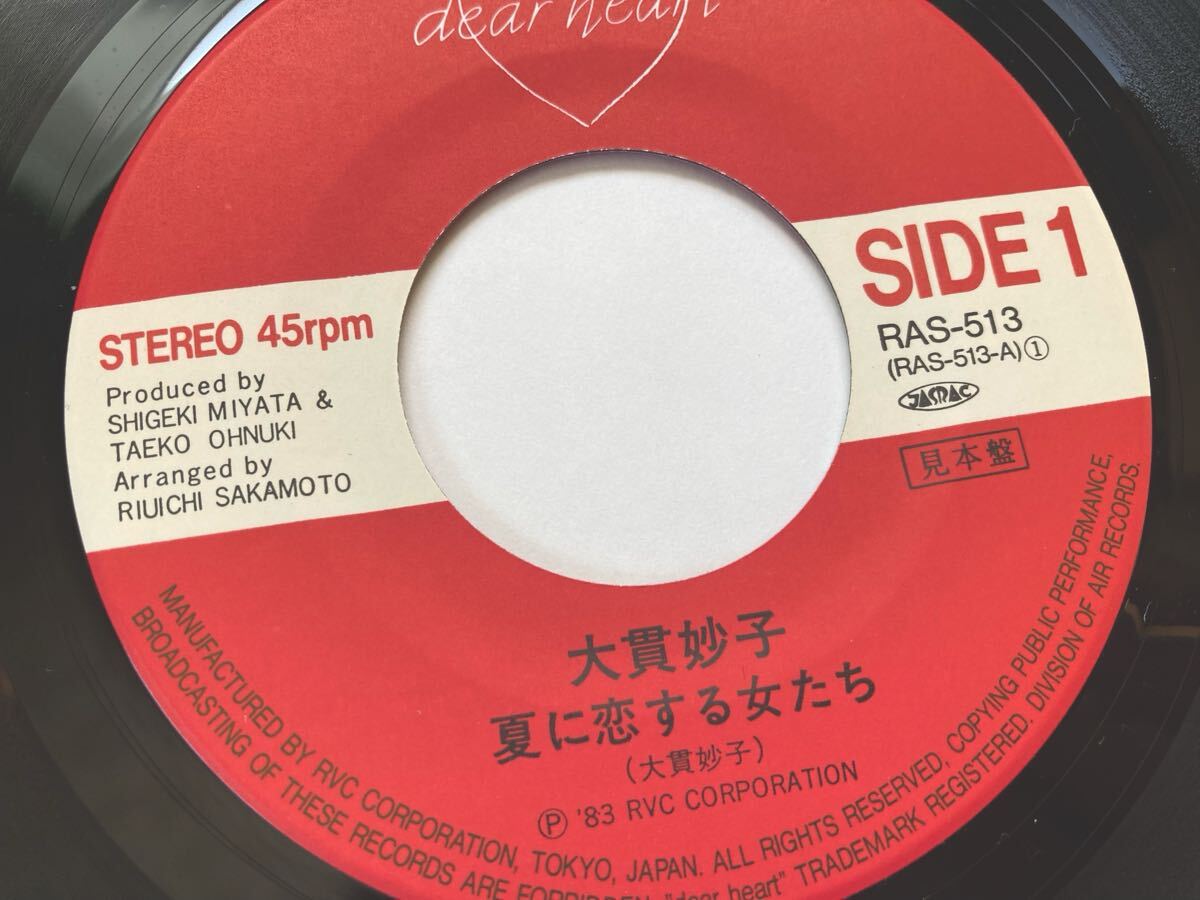 dear heart
STEREO 45rpm
Produced by
SHIGEKI MIYATA &
TAEKO OHNUKI
Arranged by
RIUICHI SAKAMOTO
SIDE 1
RAS-513
(RAS-513-A)①
JASRAC
見本盤
大貫妙子
夏に恋する女たち
(大貫妙子)
Ⓟ '83 RVC CORPORATION
MANUFACTURED BY RVC CORPORATION, TOKYO, JAPAN. ALL RIGHTS RESERVED, COPYING PUBLIC PERFORMANCE,
BROADCASTING OF THESE RECORDS ARE FORBIDDEN. "dear heart" TRADEMARK REGISTERED. DIVISION OF AIR RECORDS.